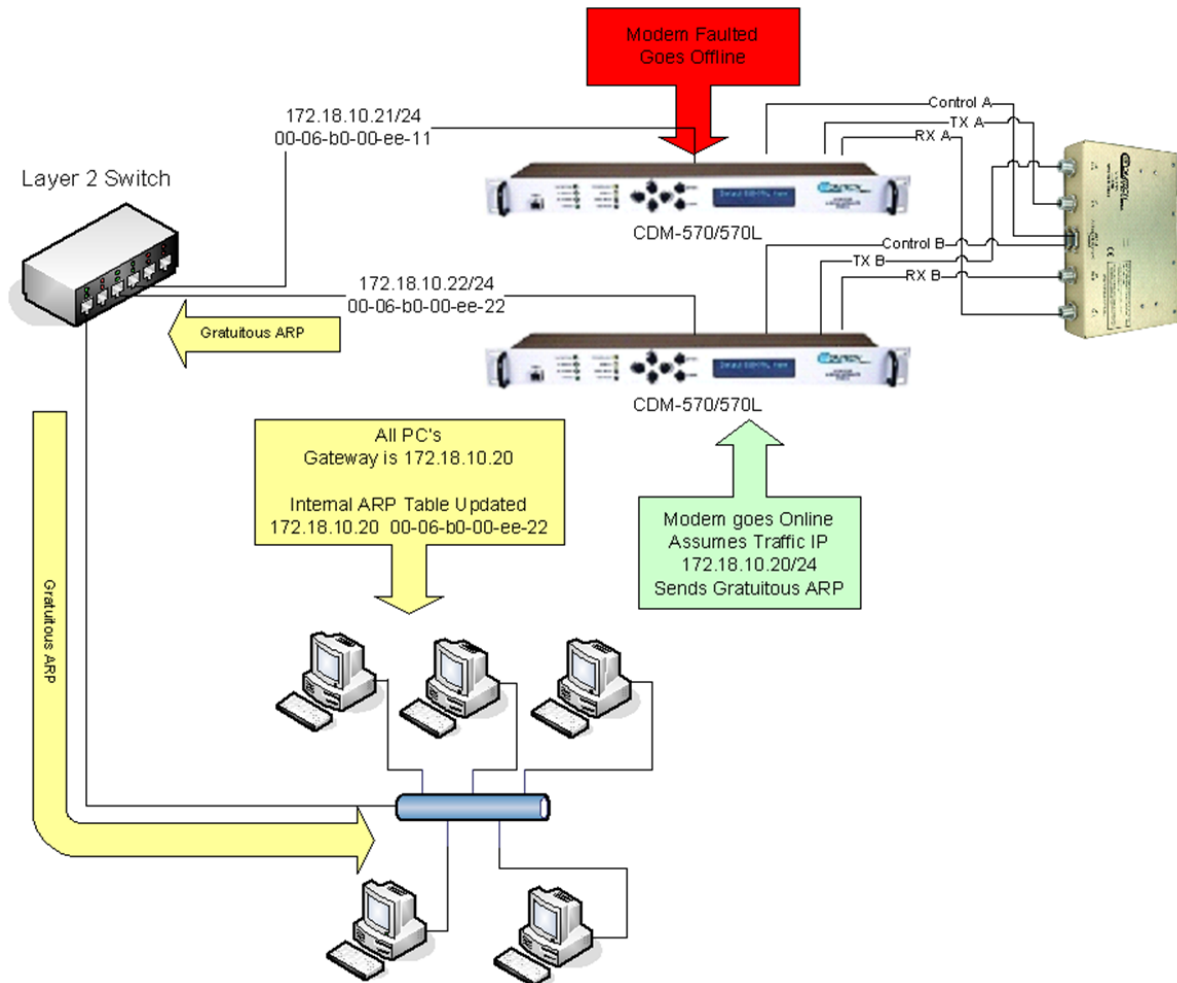 Modem Faulted
Goes Offline
172.18.10.21/24
00-06-b0-00-ee-11
Control A
TX A
RX A
Layer 2 Switch
CDM-570/570L
Control B
TX B
RX B
172.18.10.22/24
00-06-b0-00-ee-22
Gratuitous ARP
CDM-570/570L
All PC's
Gateway is 172.18.10.20
Internal ARP Table Updated
172.18.10.20 00-06-b0-00-ee-22
Modem goes Online
Assumes Traffic IP
172.18.10.20/24
Sends Gratuitous ARP
Gratuitous ARP